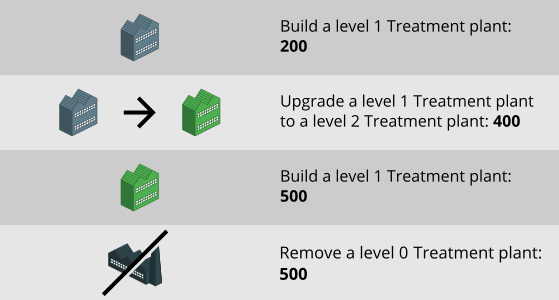 Build a level 1 Treatment plant:
200
Upgrade a level 1 Treatment plant
to a level 2 Treatment plant: 400
Build a level 1 Treatment plant:
500
Remove a level 0 Treatment plant:
500